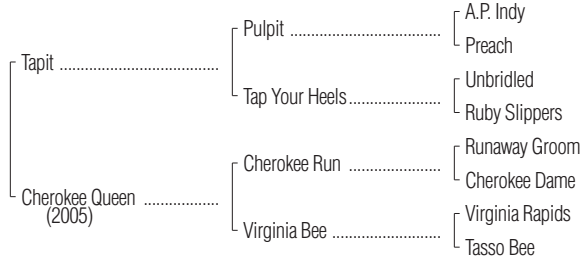 A.P. Indy
Pulpit ........................
Preach
Tapit .........................................
Unbridled
Tap Your Heels ........................
Ruby Slippers
Runaway Groom
Cherokee Run .......................
Cherokee Dame
Cherokee Queen ...................
(2005)
Virginia Rapids
Virginia Bee ...........................
Tasso Bee